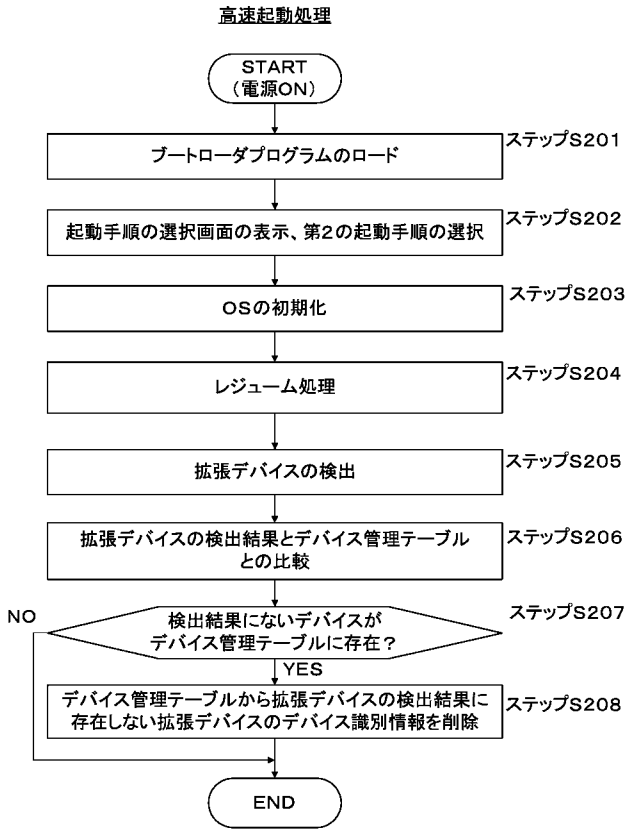 高速起動処理
START
(電源ON)
ステップS201
ブートローダプログラムのロード
ステップS202
起動手順の選択画面の表示、第2の起動手順の選択
ステップS203
OSの初期化
ステップS204
レジューム処理
ステップS205
拡張デバイスの検出
ステップS206
拡張デバイスの検出結果とデバイス管理テーブル
との比較
ステップS207
NO
検出結果にないデバイスが
デバイス管理テーブルに存在?
YES
ステップS208
デバイス管理テーブルから拡張デバイスの検出結果に
存在しない拡張デバイスのデバイス識別情報を削除
END